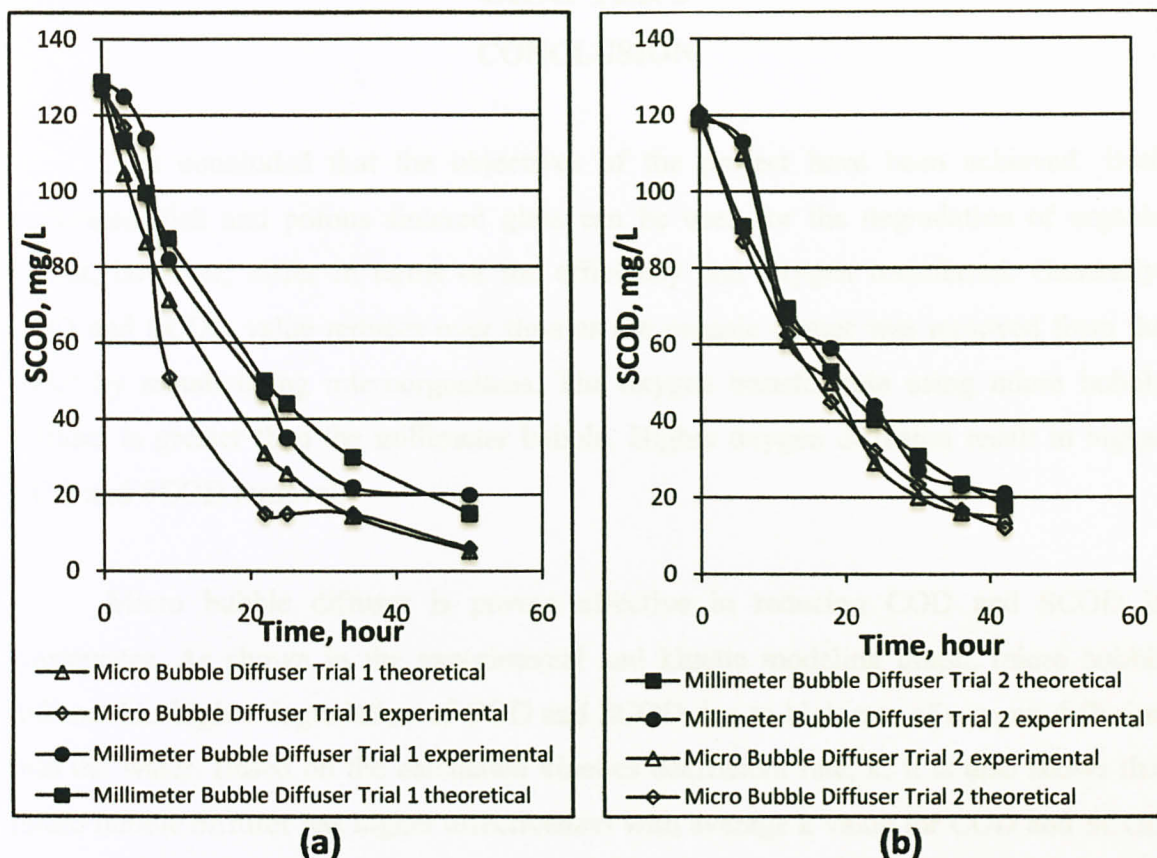 140
120
100
80
60
40
20
0
SCOD, mg/L
0
20
40
60
Time, hour
Micro Bubble Diffuser Trial 1 theoretical
Micro Bubble Diffuser Trial 1 experimental
Millimeter Bubble Diffuser Trial 1 experimental
Millimeter Bubble Diffuser Trial 1 theoretical
(a)
140
120
100
80
60
40
20
0
SCOD, mg/L
0
20
40
60
Time, hour
Millimeter Bubble Diffuser Trial 2 theoretical
Millimeter Bubble Diffuser Trial 2 experimental
Micro Bubble Diffuser Trial 2 experimental
Micro Bubble Diffuser Trial 2 theoretical
(b)